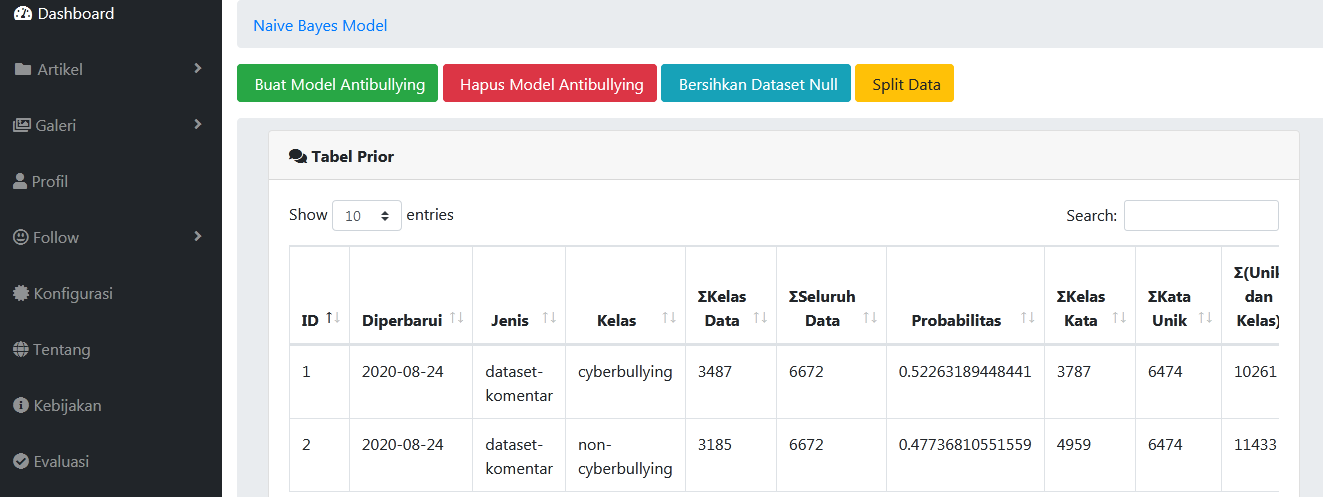 Dashboard
Artikel
Galeri
Profil
Follow
Konfigurasi
Tentang
Kebijakan
Evaluasi
Naive Bayes Model
Buat Model Antibullying Hapus Model Antibullying Bersihkan Dataset Null Split Data
Tabel Prior
Show 10 entries Search:
ID Diperbarui Jenis Kelas ΣKelas Data ΣSeluruh Data Probabilitas ΣKelas Kata ΣKata Unik Σ(Unik dan Kelas)
1 2020-08-24 dataset-komentar cyberbullying 3487 6672 0.52263189448441 3787 6474 10261
2 2020-08-24 dataset-komentar non-cyberbullying 3185 6672 0.47736810551559 4959 6474 11433